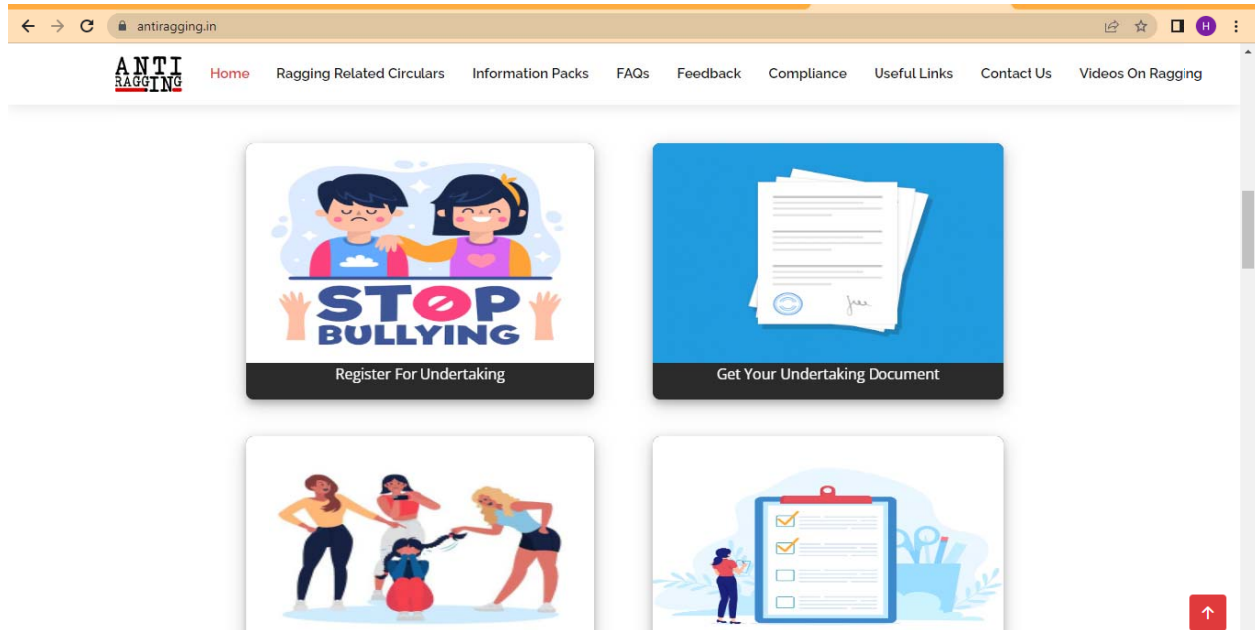 antiragging.in
H
ANTI
RAGGING
Home Ragging Related Circulars Information Packs FAQs Feedback Compliance Useful Links Contact Us Videos On Ragging
STOP
BULLYING
Register For Undertaking
Get Your Undertaking Document